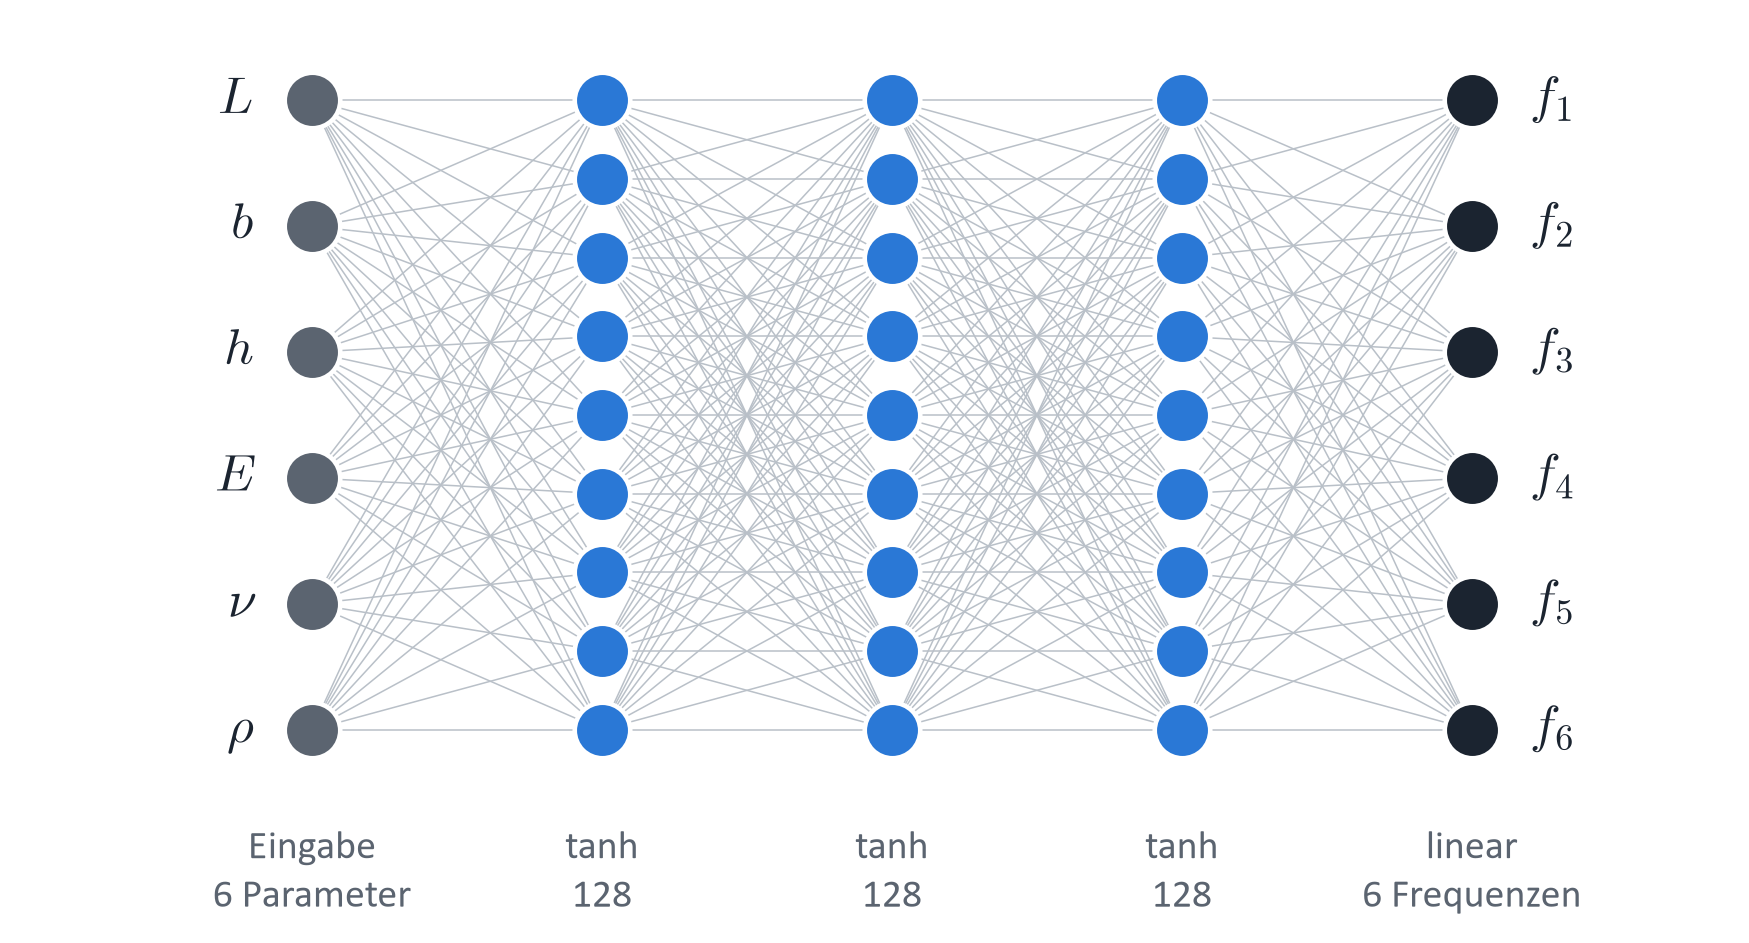 L
b
h
E
ν
ρ
f₁
f₂
f₃
f₄
f₅
f₆
Eingabe
6 Parameter
tanh
128
tanh
128
tanh
128
linear
6 Frequenzen